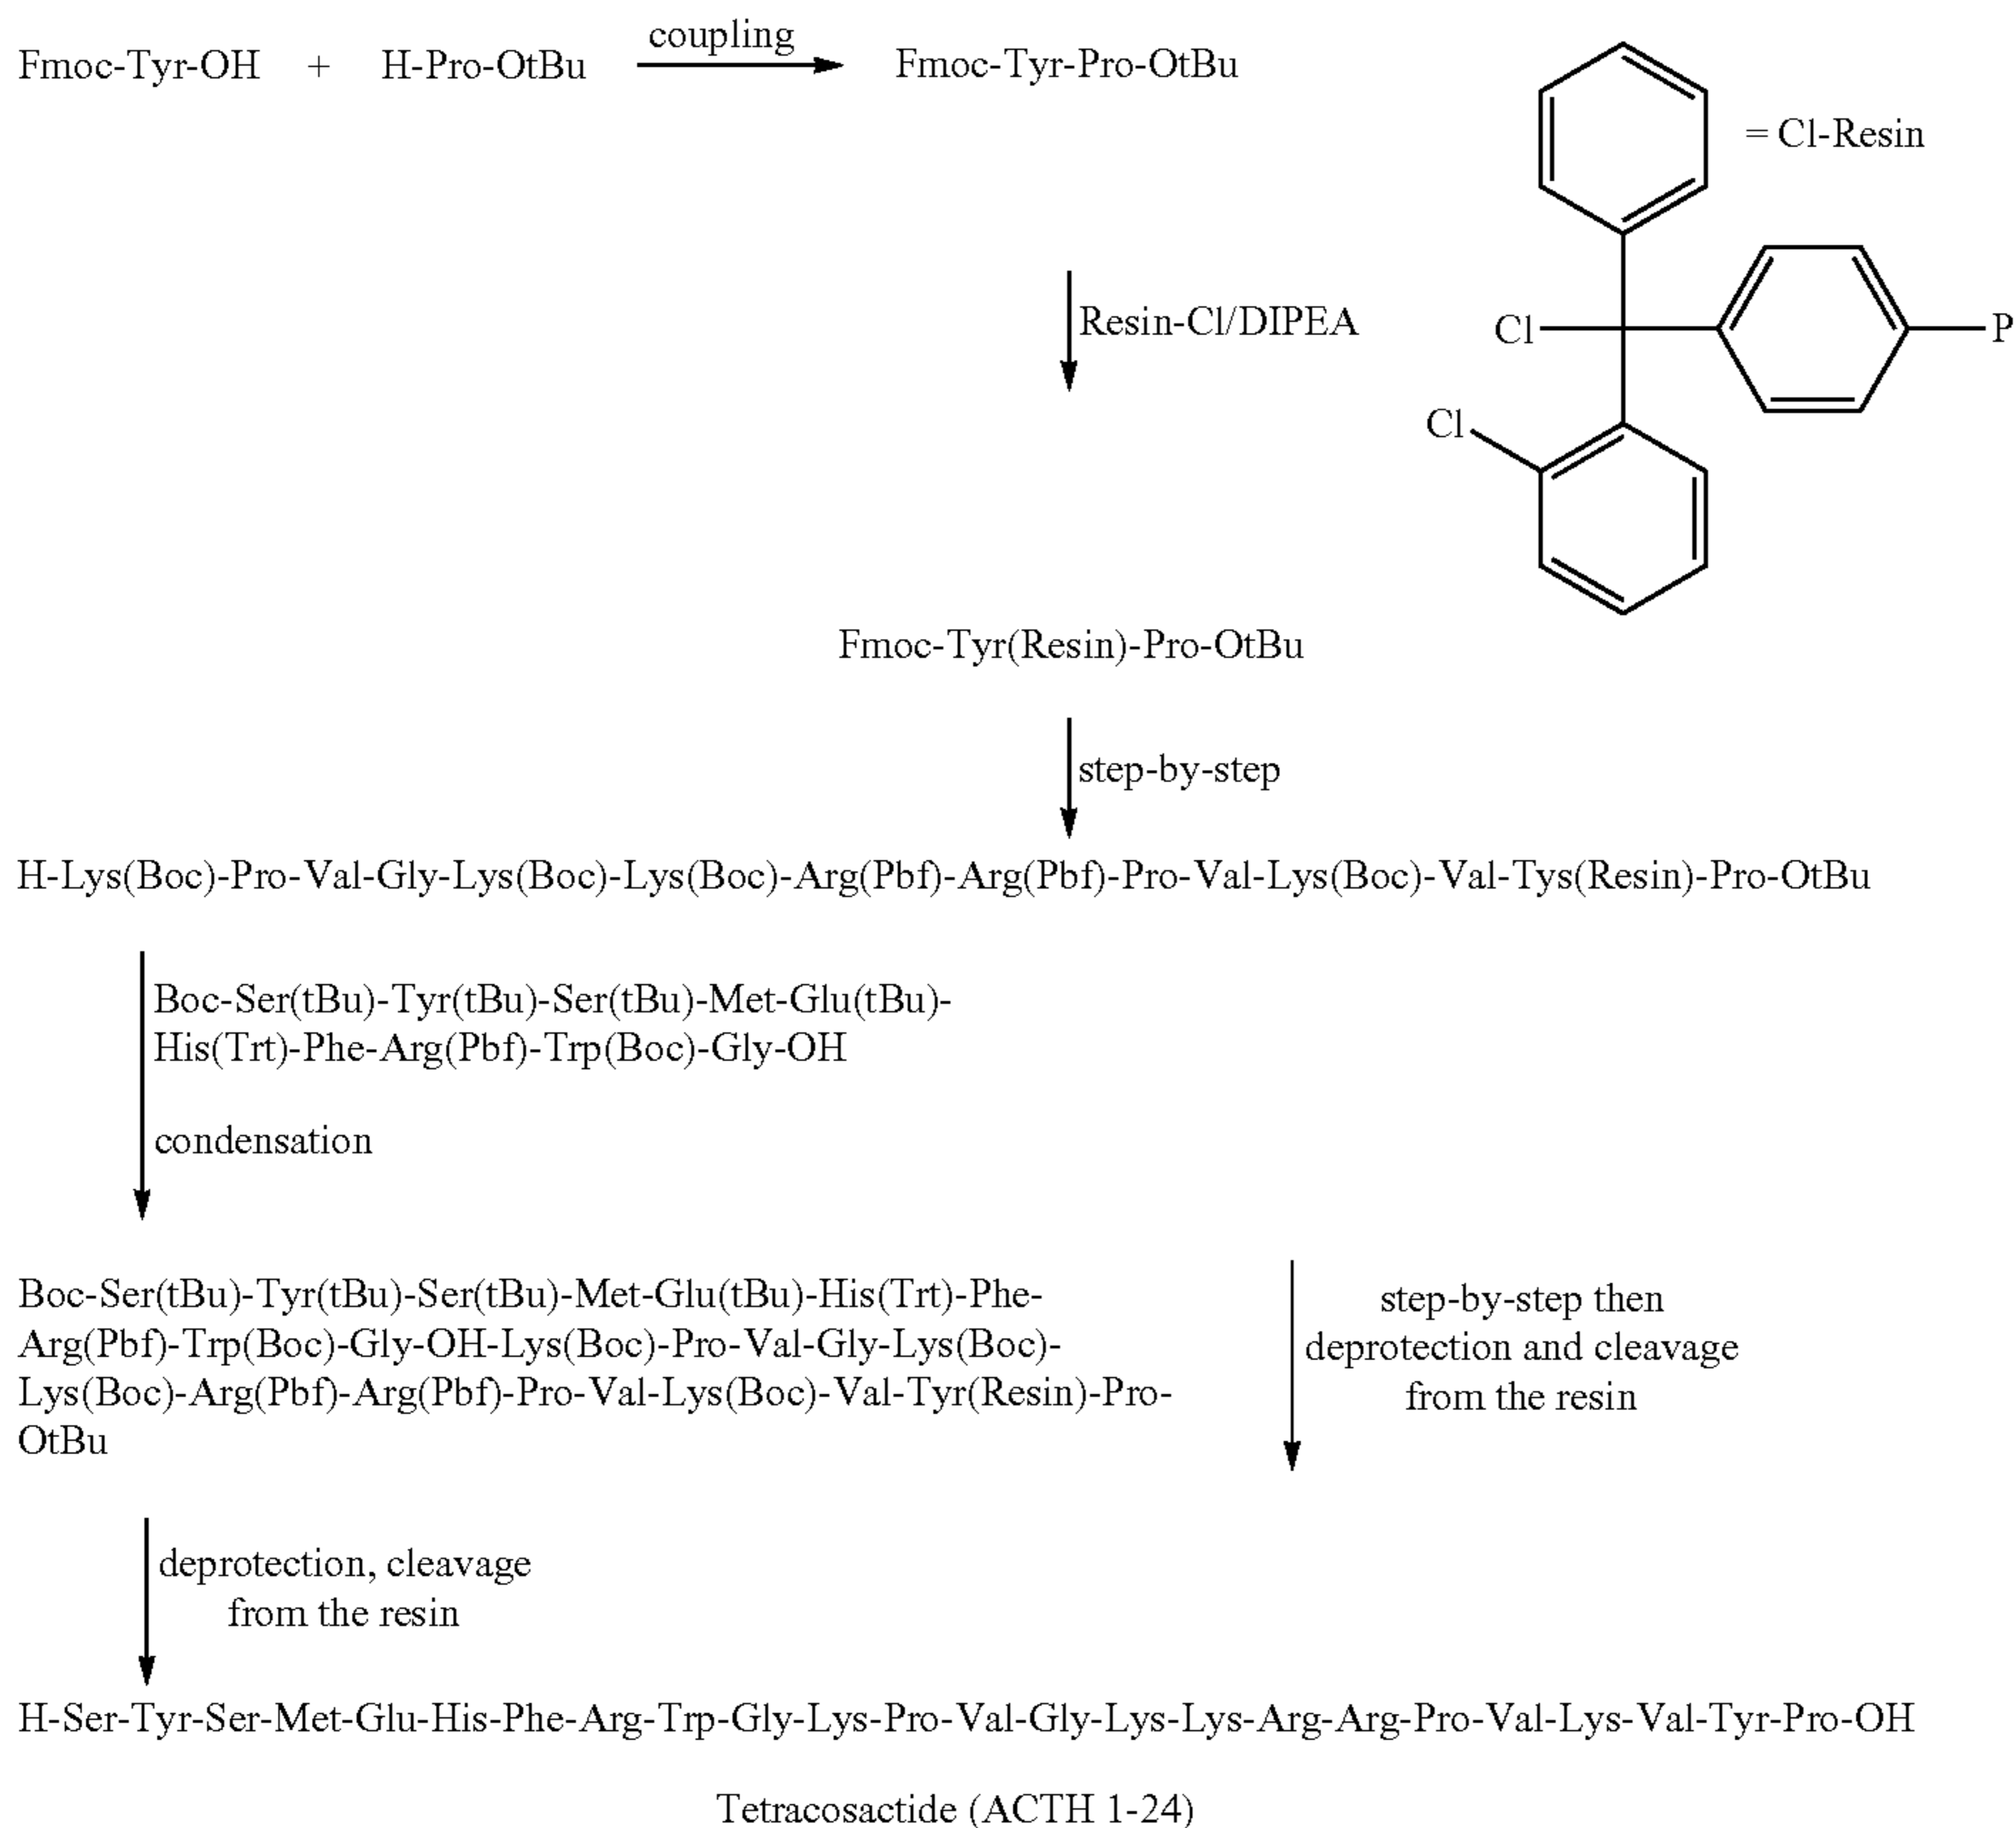 Fmoc-Tyr-OH + H-Pro-OtBu coupling Fmoc-Tyr-Pro-OtBu
= Cl-Resin
Cl
P
Cl
Resin-Cl/DIPEA
Fmoc-Tyr(Resin)-Pro-OtBu
step-by-step
H-Lys(Boc)-Pro-Val-Gly-Lys(Boc)-Lys(Boc)-Arg(Pbf)-Arg(Pbf)-Pro-Val-Lys(Boc)-Val-Tys(Resin)-Pro-OtBu
Boc-Ser(tBu)-Tyr(tBu)-Ser(tBu)-Met-Glu(tBu)-
His(Trt)-Phe-Arg(Pbf)-Trp(Boc)-Gly-OH
condensation
Boc-Ser(tBu)-Tyr(tBu)-Ser(tBu)-Met-Glu(tBu)-His(Trt)-Phe-
Arg(Pbf)-Trp(Boc)-Gly-OH-Lys(Boc)-Pro-Val-Gly-Lys(Boc)-
Lys(Boc)-Arg(Pbf)-Arg(Pbf)-Pro-Val-Lys(Boc)-Val-Tyr(Resin)-Pro-
OtBu
step-by-step then
deprotection and cleavage
from the resin
deprotection, cleavage
from the resin
H-Ser-Tyr-Ser-Met-Glu-His-Phe-Arg-Trp-Gly-Lys-Pro-Val-Gly-Lys-Lys-Arg-Arg-Pro-Val-Lys-Val-Tyr-Pro-OH
Tetracosactide (ACTH 1-24)